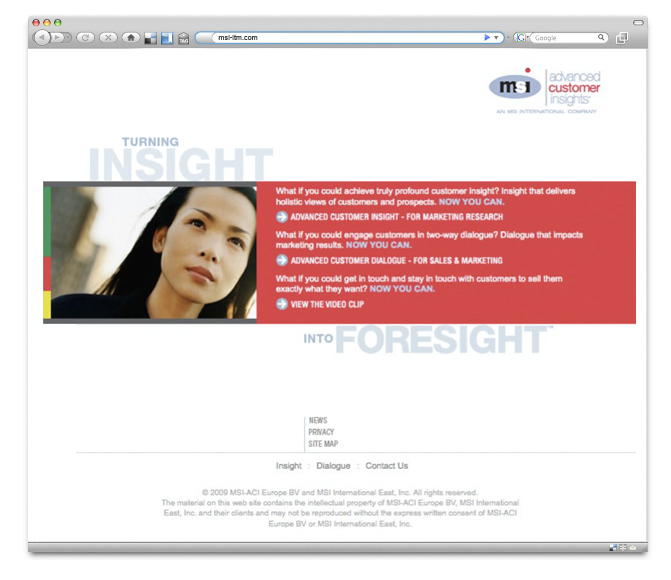 msi-itm.com
Google
msi advanced
customer
insights
AN MSI INTERNATIONAL COMPANY
TURNING
INSIGHT
What if you could achieve truly profound customer insight? Insight that delivers
holistic views of customers and prospects. NOW YOU CAN.
ADVANCED CUSTOMER INSIGHT - FOR MARKETING RESEARCH
What if you could engage customers in two-way dialogue? Dialogue that impacts
marketing results. NOW YOU CAN.
ADVANCED CUSTOMER DIALOGUE - FOR SALES & MARKETING
What if you could get in touch and stay in touch with customers to sell them
exactly what they want? NOW YOU CAN.
VIEW THE VIDEO CLIP
INTO FORESIGHT™
NEWS
PRIVACY
SITE MAP
Insight : Dialogue : Contact Us
© 2009 MSI-ACI Europe BV and MSI International East, Inc. All rights reserved.
The material on this web site contains the intellectual property of MSI-ACI Europe BV, MSI International
East, Inc. and their clients and may not be reproduced without the express written consent of MSI-ACI
Europe BV or MSI International East, Inc.